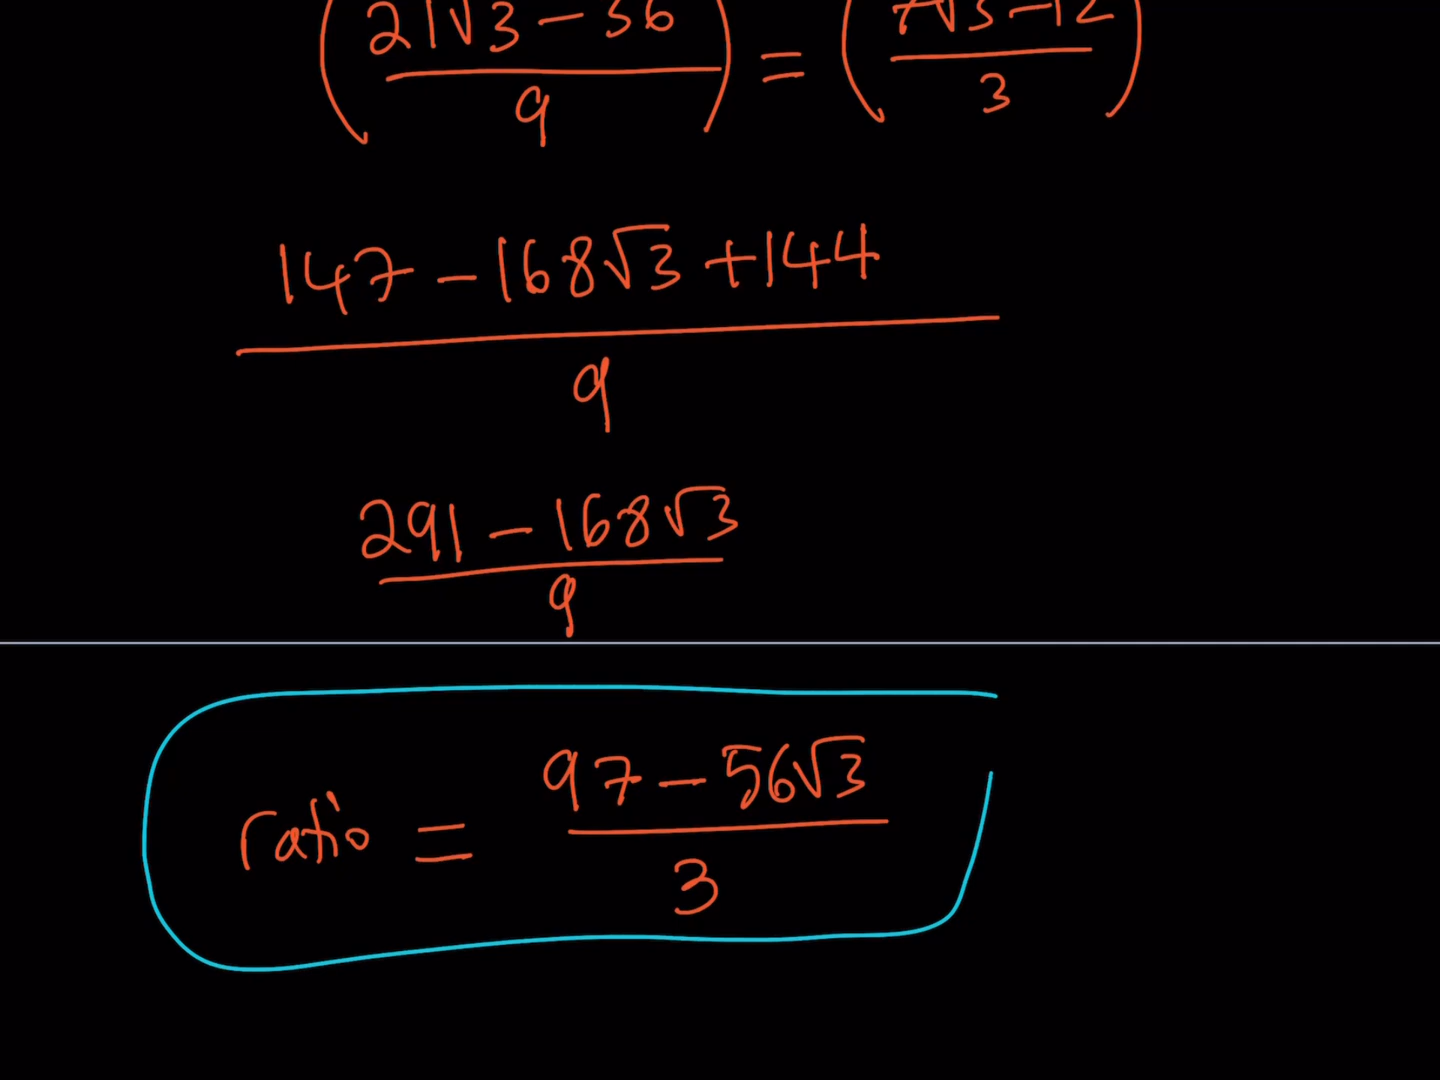 (21√3-36 / 9) = (7√3-12 / 3)
147-168√3+144 / 9
291-168√3 / 9
ratio = 97-56√3 / 3